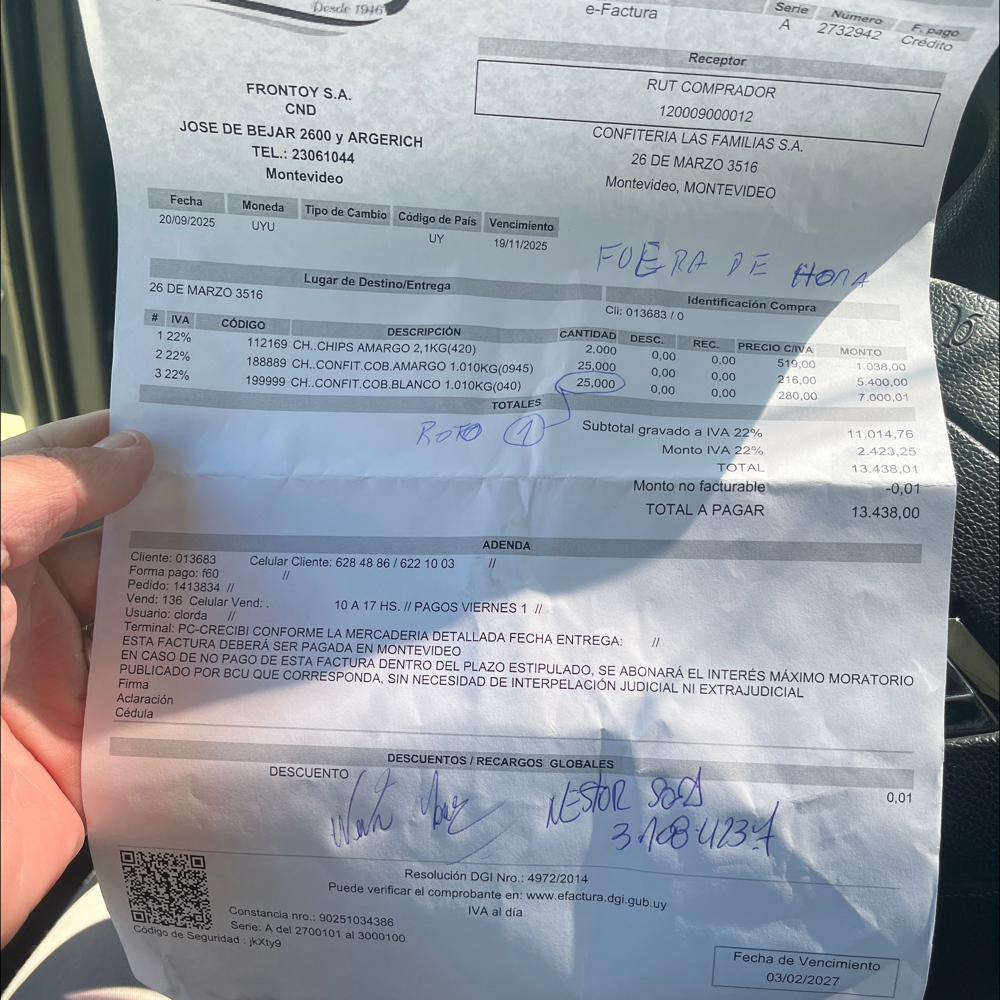 Desde 1946
e-Factura
Serie Número F. pago
A 2732942 Crédito
Receptor
RUT COMPRADOR
120009000012
FRONTOY S.A.
CND
JOSE DE BEJAR 2600 y ARGERICH
TEL.: 23061044
Montevideo
CONFITERIA LAS FAMILIAS S.A.
26 DE MARZO 3516
Montevideo, MONTEVIDEO
Fecha Moneda Tipo de Cambio Código de País Vencimiento
20/09/2025 UYU UY 19/11/2025
FUERA DE HORA
Lugar de Destino/Entrega
26 DE MARZO 3516
Identificación Compra
Cli: 013683 / 0
# IVA CÓDIGO DESCRIPCIÓN CANTIDAD DESC. REC. PRECIO C/IVA MONTO
1 22% 112169 CH..CHIPS AMARGO 2,1KG(420) 2,000 0,00 0,00 519,00 1.038,00
2 22% 188889 CH..CONFIT.COB.AMARGO 1.010KG(0945) 25,000 0,00 0,00 216,00 5.400,00
3 22% 199999 CH..CONFIT.COB.BLANCO 1.010KG(040) 25,000 0,00 0,00 280,00 7.000,01
TOTALES
ROTO 1
Subtotal gravado a IVA 22% 11.014,76
Monto IVA 22% 2.423,25
TOTAL 13.438,01
Monto no facturable -0,01
TOTAL A PAGAR 13.438,00
ADENDA
Cliente: 013683 Celular Cliente: 628 48 86 / 622 10 03 //
Forma pago: f60 //
Pedido: 1413834 //
Vend: 136 Celular Vend: . 10 A 17 HS. // PAGOS VIERNES 1 //
Usuario: clorda //
Terminal: PC-CRECIBI CONFORME LA MERCADERIA DETALLADA FECHA ENTREGA: //
ESTA FACTURA DEBERÁ SER PAGADA EN MONTEVIDEO
EN CASO DE NO PAGO DE ESTA FACTURA DENTRO DEL PLAZO ESTIPULADO, SE ABONARÁ EL INTERÉS MÁXIMO MORATORIO
PUBLICADO POR BCU QUE CORRESPONDA, SIN NECESIDAD DE INTERPELACIÓN JUDICIAL NI EXTRAJUDICIAL
Firma
Aclaración
Cédula
DESCUENTOS / RECARGOS GLOBALES
DESCUENTO 0,01
NESTOR
Resolución DGI Nro.: 4972/2014
Puede verificar el comprobante en: www.efactura.dgi.gub.uy
IVA al día
Constancia nro.: 90251034386
Serie: A del 2700101 al 3000100
Código de Seguridad : jkXty9
Fecha de Vencimiento
03/02/2027